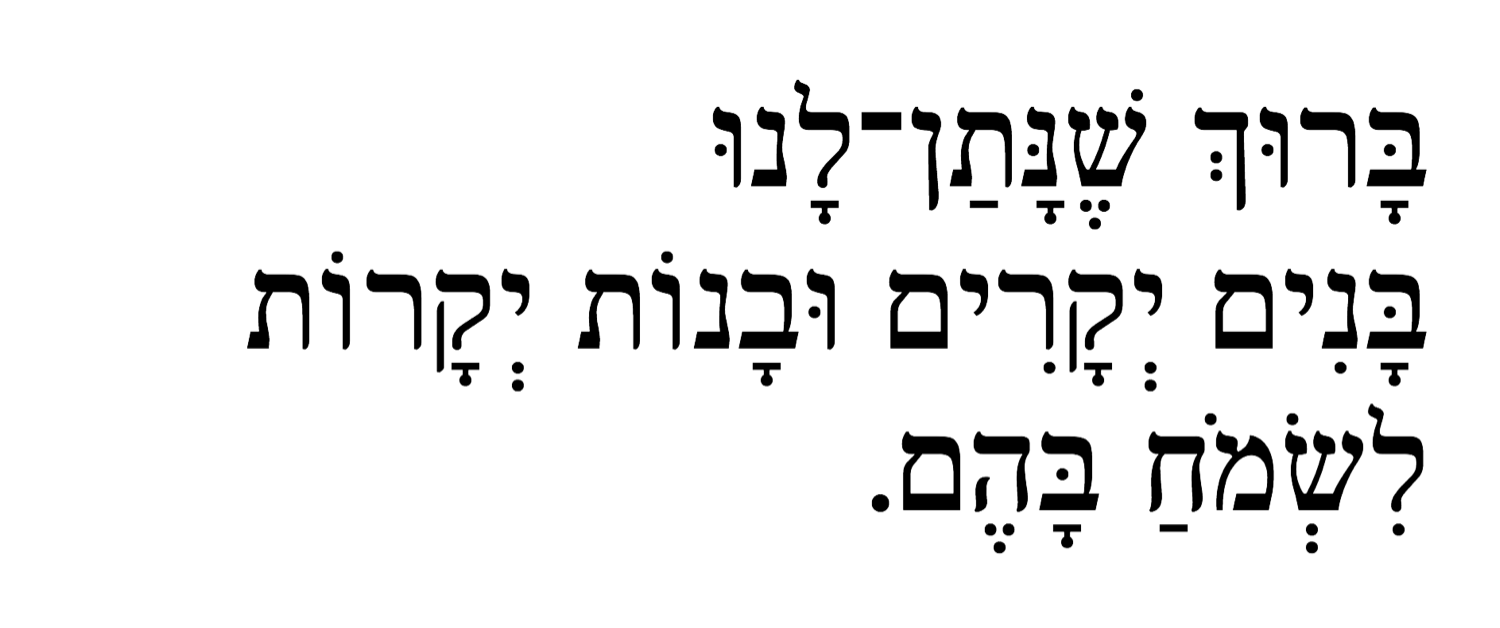 בָּרוּךְ שֶׁנָּתַן־לָנוּ
בָּנִים יְקָרִים וּבָנוֹת יְקָרוֹת
לִשְׂמֹחַ בָּהֶם.